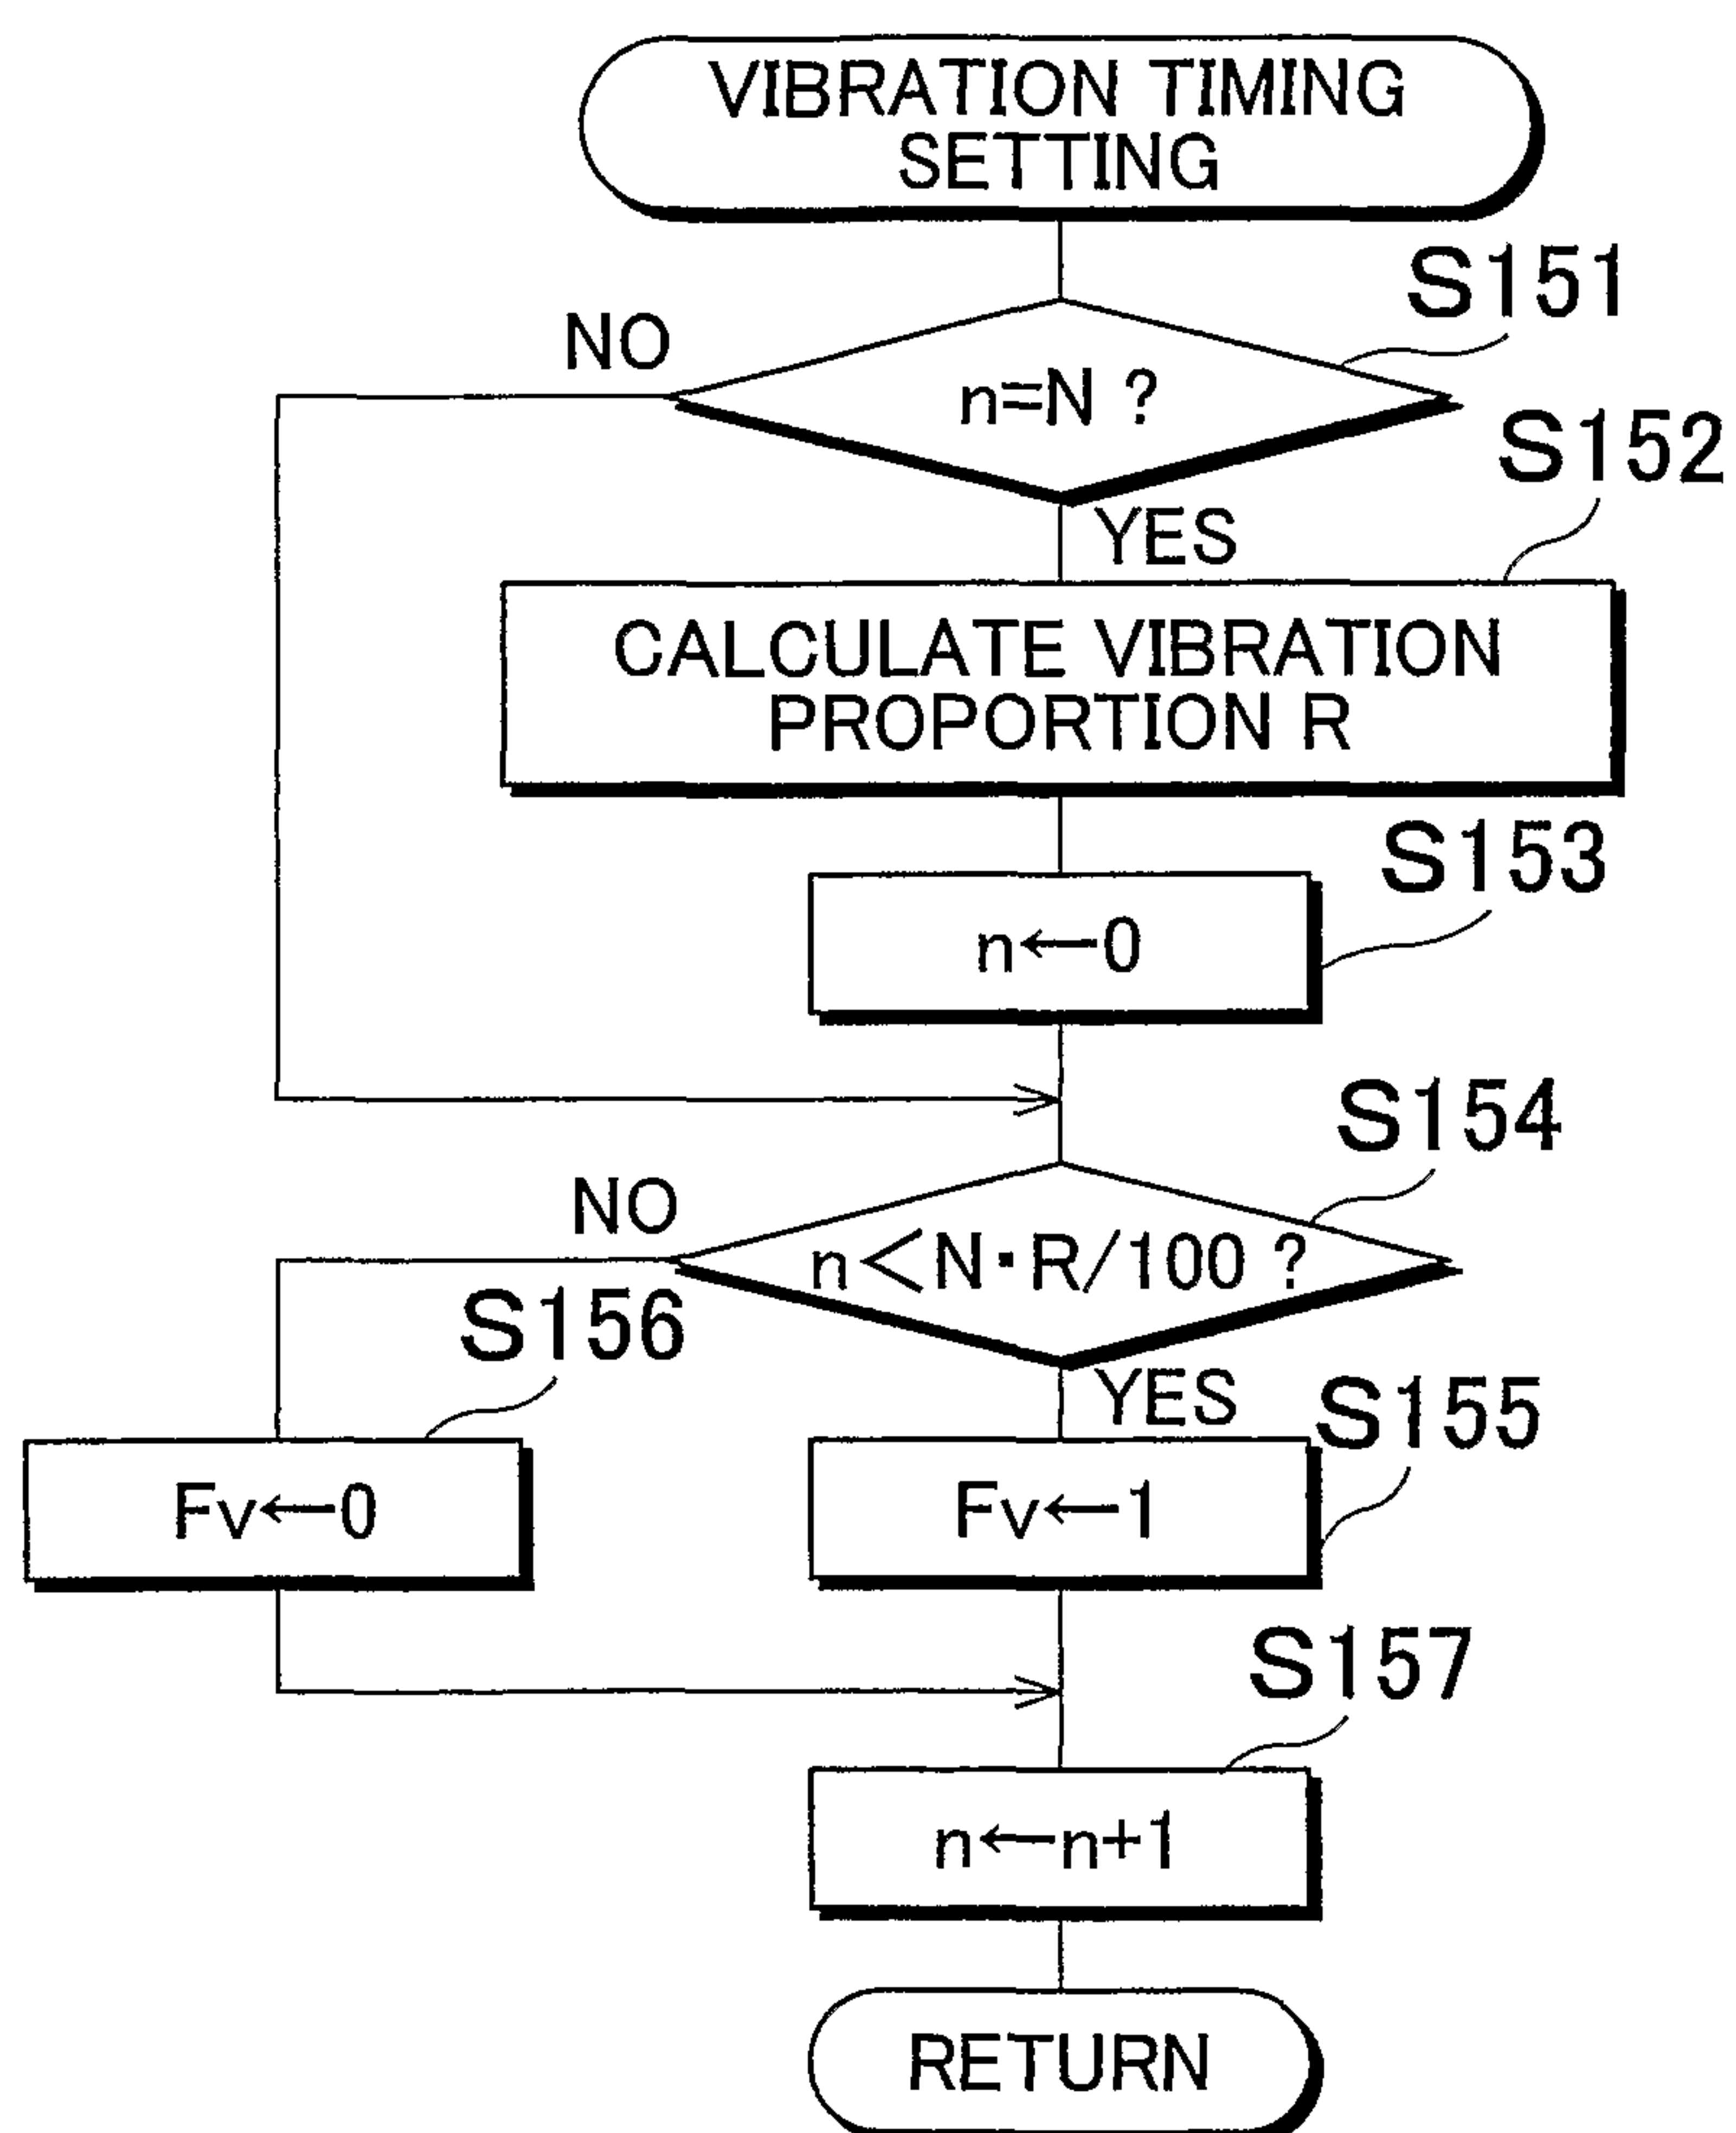 VIBRATION TIMING
SETTING
S151
NO
n=N ?
S152
YES
CALCULATE VIBRATION
PROPORTION R
S153
n←0
S154
NO
n<N·R/100 ?
S156
YES
S155
Fv←0
Fv←1
S157
n←n+1
RETURN